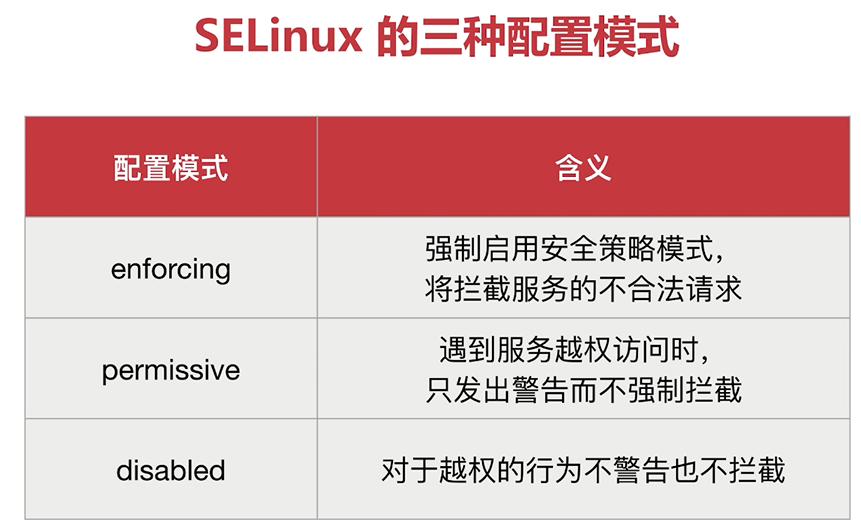 SELinux 的三种配置模式
配置模式
含义
enforcing
强制启用安全策略模式，
将拦截服务的不合法请求
permissive
遇到服务越权访问时，
只发出警告而不强制拦截
disabled
对于越权的行为不警告也不拦截